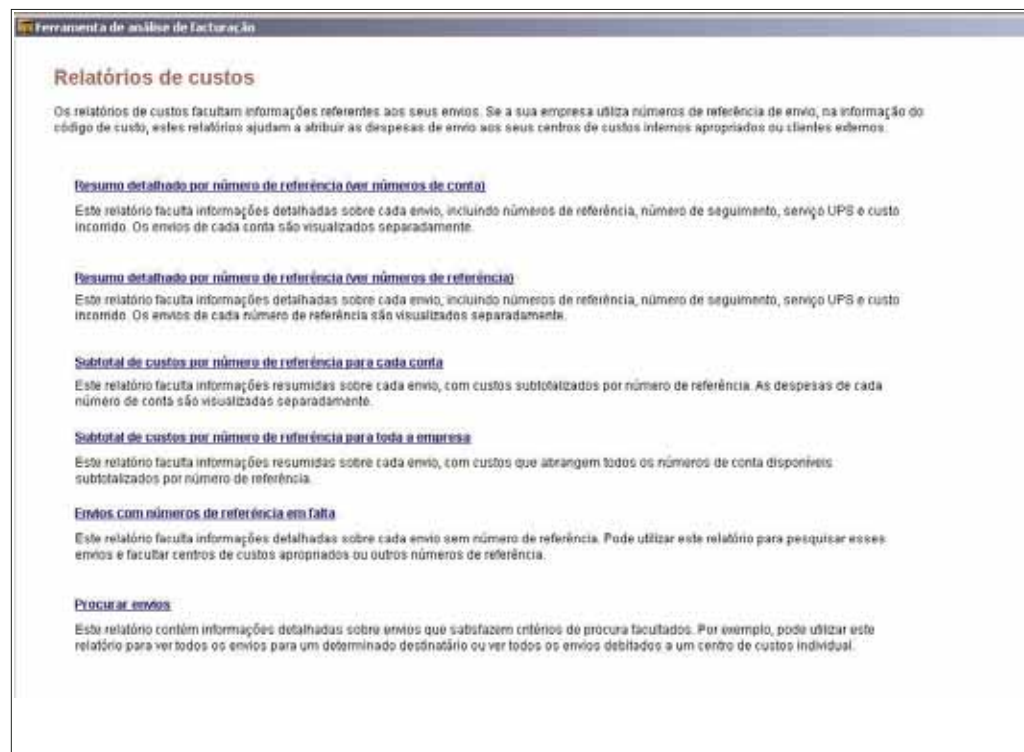 Ferramenta de análise de facturação
Relatórios de custos
Os relatórios de custos facultam informações referentes aos seus envios. Se a sua empresa utiliza números de referência de envio, na informação do
código de custo, estes relatórios ajudam a atribuir as despesas de envio aos seus centros de custos internos apropriados ou clientes externos.
Resumo detalhado por número de referência (ver números de conta)
Este relatório faculta informações detalhadas sobre cada envio, incluindo números de referência, número de seguimento, serviço UPS e custo
incorrido. Os envios de cada conta são visualizados separadamente.
Resumo detalhado por número de referência (ver números de referência)
Este relatório faculta informações detalhadas sobre cada envio, incluindo números de referência, número de seguimento, serviço UPS e custo
incorrido. Os envios de cada número de referência são visualizados separadamente.
Subtotal de custos por número de referência para cada conta
Este relatório faculta informações resumidas sobre cada envio, com custos subtotalizados por número de referência. As despesas de cada
número de conta são visualizadas separadamente.
Subtotal de custos por número de referência para toda a empresa
Este relatório faculta informações resumidas sobre cada envio, com custos que abrangem todos os números de conta disponíveis
subtotalizados por número de referência.
Envios com números de referência em falta
Este relatório faculta informações detalhadas sobre cada envio sem número de referência. Pode utilizar este relatório para pesquisar esses
envios e facultar centros de custos apropriados ou outros números de referência.
Procurar envios
Este relatório contém informações detalhadas sobre envios que satisfazem critérios de procura facultados. Por exemplo, pode utilizar este
relatório para ver todos os envios para um determinado destinatário ou ver todos os envios debitados a um centro de custos individual.